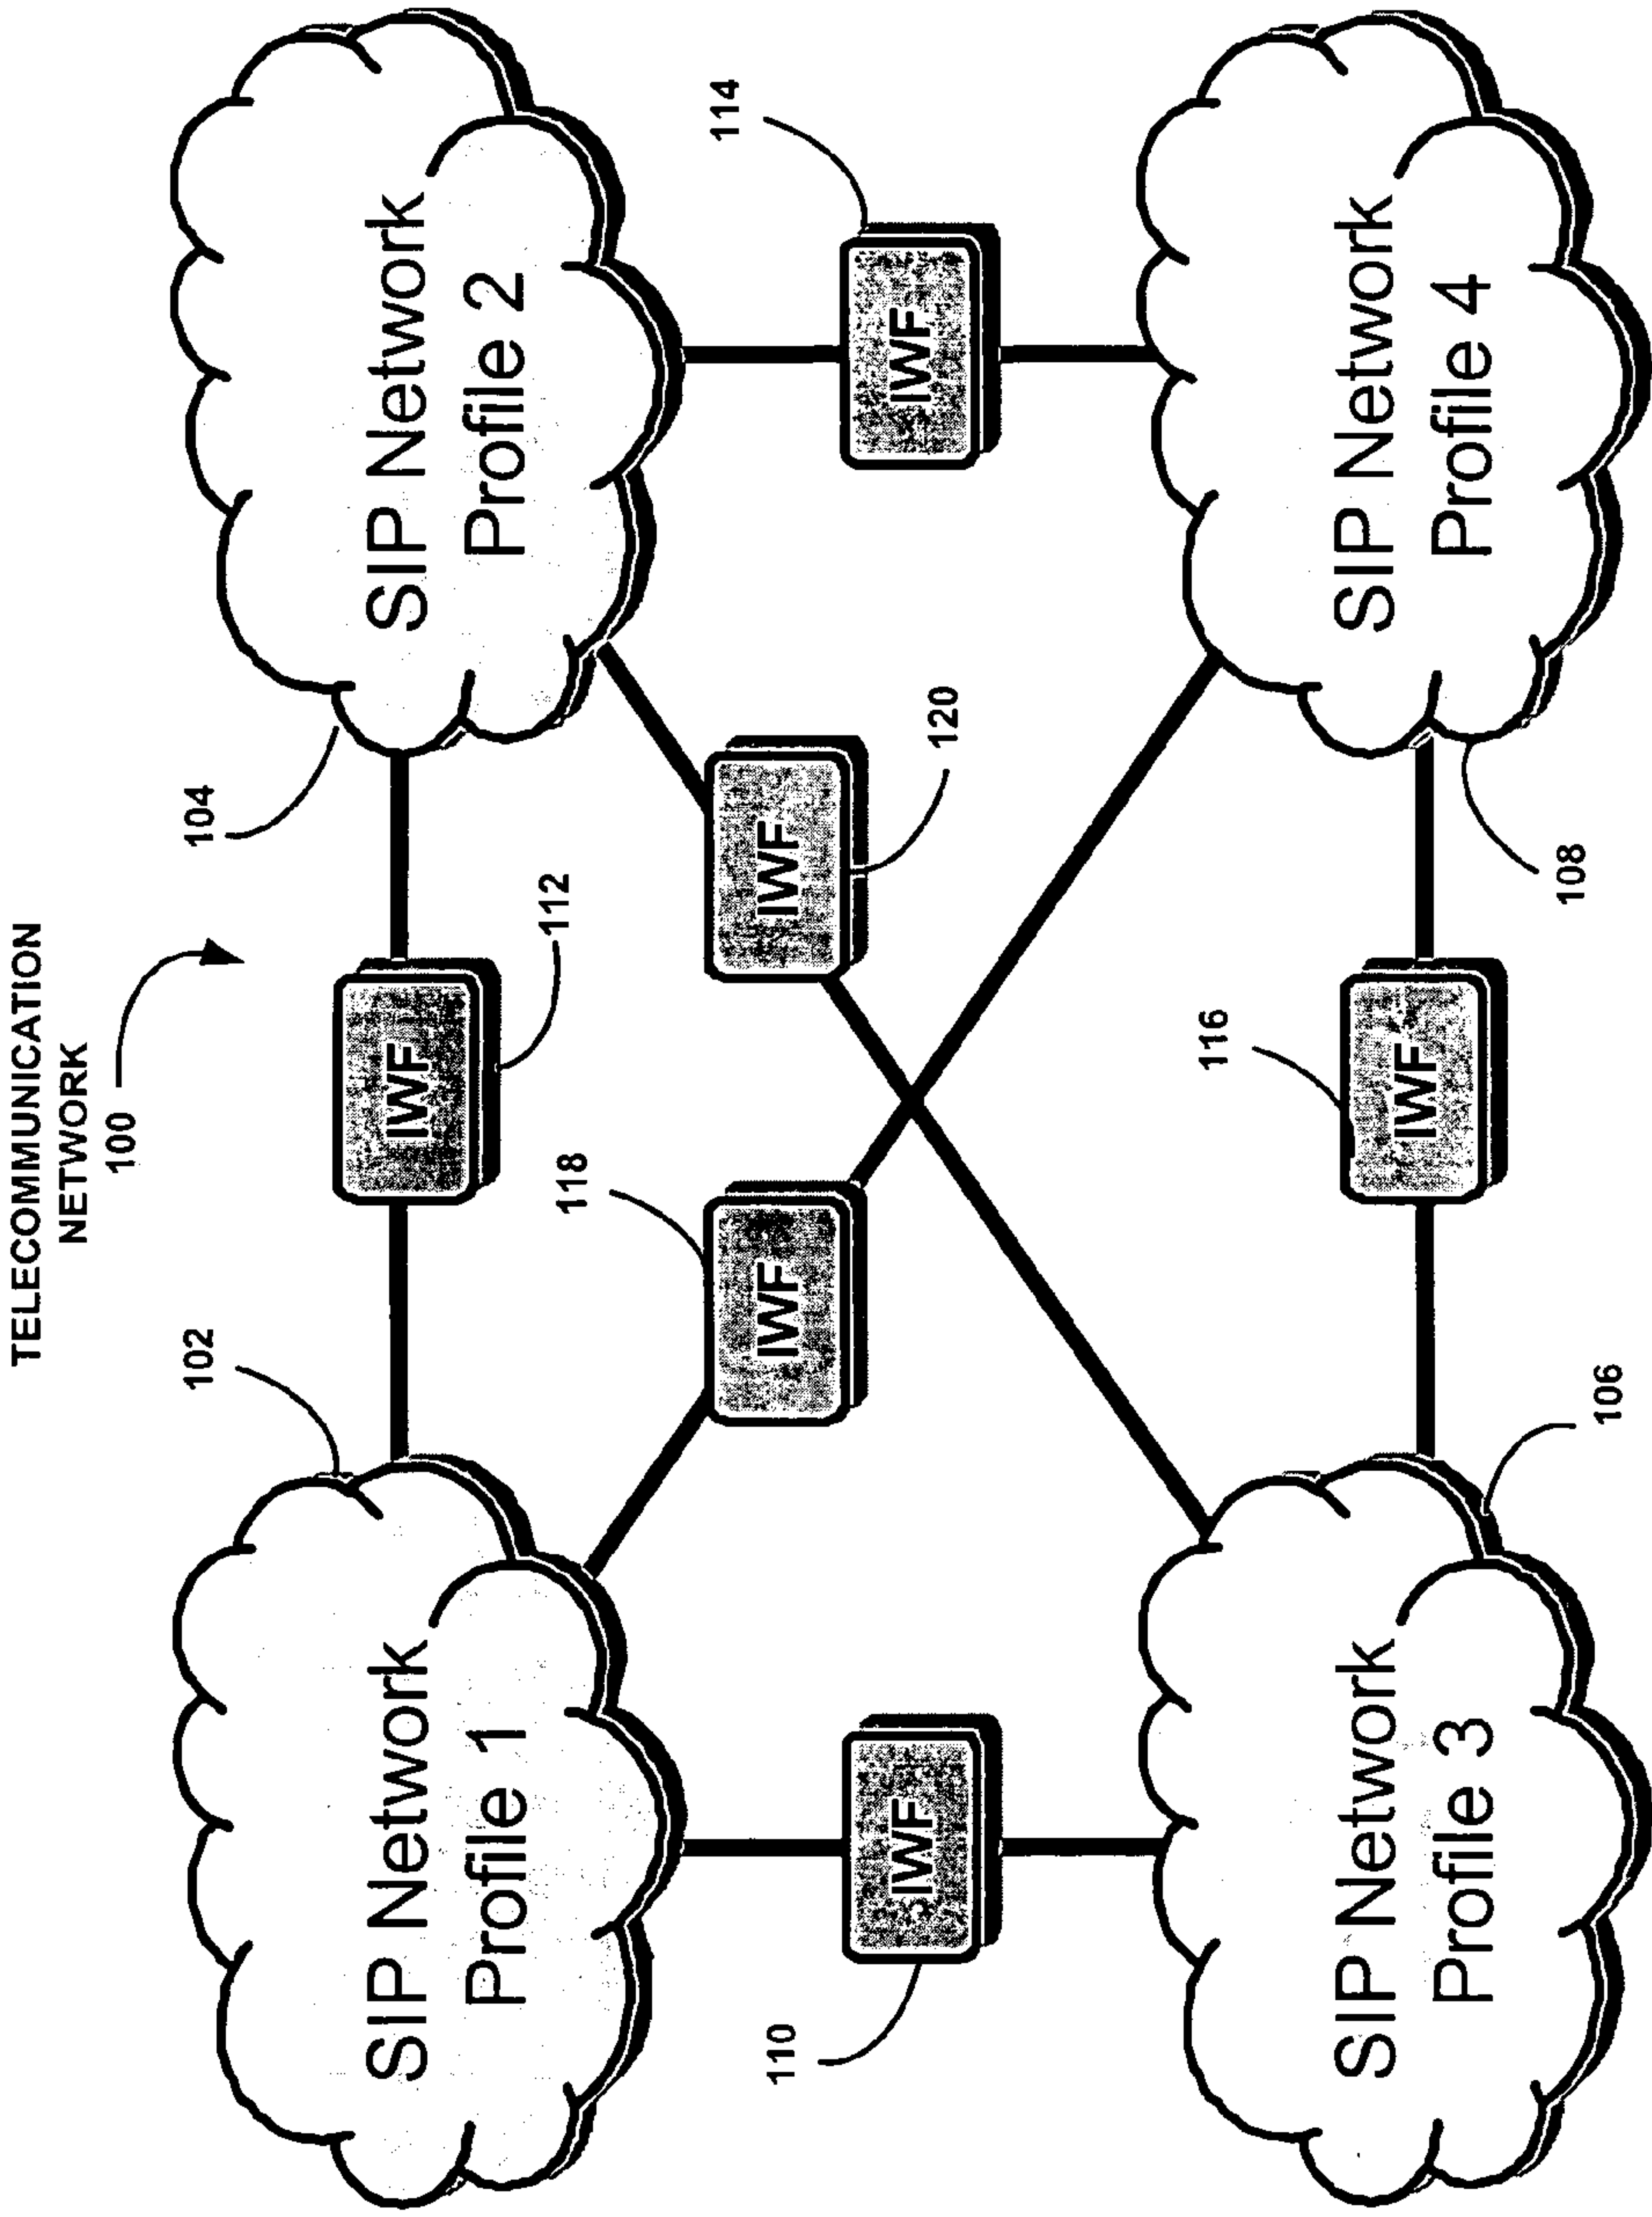 TELECOMMUNICATION
NETWORK
100
102
104
SIP Network
Profile 1
IWF
112
SIP Network
Profile 2
118
IWF
IWF
120
110
IWF
114
IWF
SIP Network
Profile 3
106
116
IWF
108
SIP Network
Profile 4